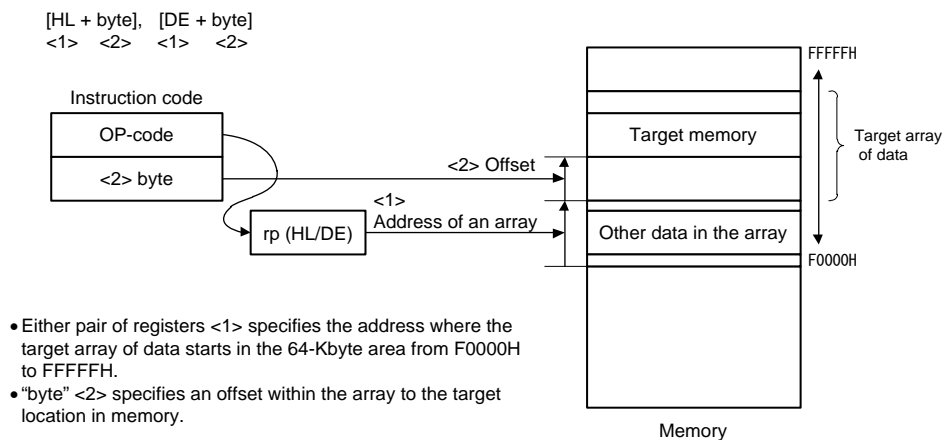 [HL + byte], [DE + byte]
<1> <2> <1> <2>
Instruction code
OP-code
<2> byte
rp (HL/DE)
<2> Offset
<1>
Address of an array
FFFFFH
Target memory
Target array
of data
Other data in the array
F0000H
Memory
• Either pair of registers <1> specifies the address where the
target array of data starts in the 64-Kbyte area from F0000H
to FFFFFH.
• “byte” <2> specifies an offset within the array to the target
location in memory.